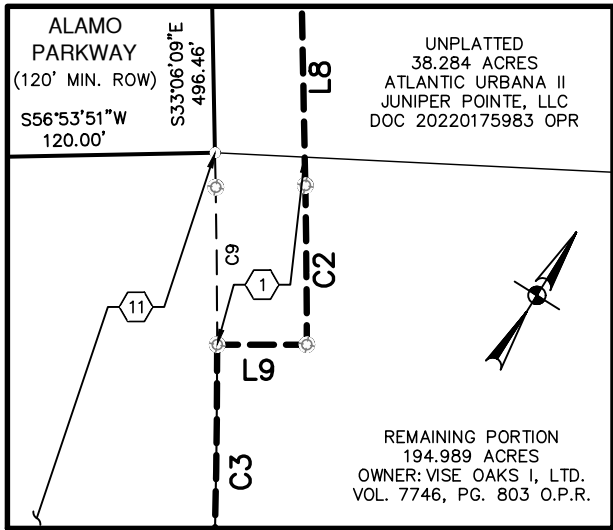 ALAMO
PARKWAY
(120' MIN. ROW)
S56°53'51"W
120.00'
S33°06'09"E
496.46'
L8
UNPLATTED
38.284 ACRES
ATLANTIC URBANA II
JUNIPER POINTE, LLC
DOC 20220175983 OPR
C9
C2
1
11
L9
C3
REMAINING PORTION
194.989 ACRES
OWNER: VISE OAKS I, LTD.
VOL. 7746, PG. 803 O.P.R.